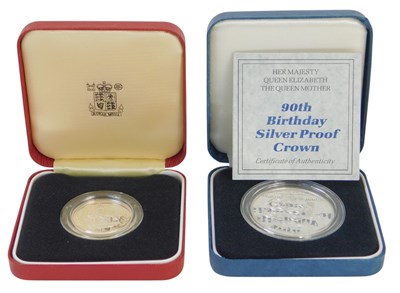 HER MAJESTY
QUEEN ELIZABETH
THE QUEEN MOTHER
90th
Birthday
Silver Proof
Crown
Certificate of Authenticity